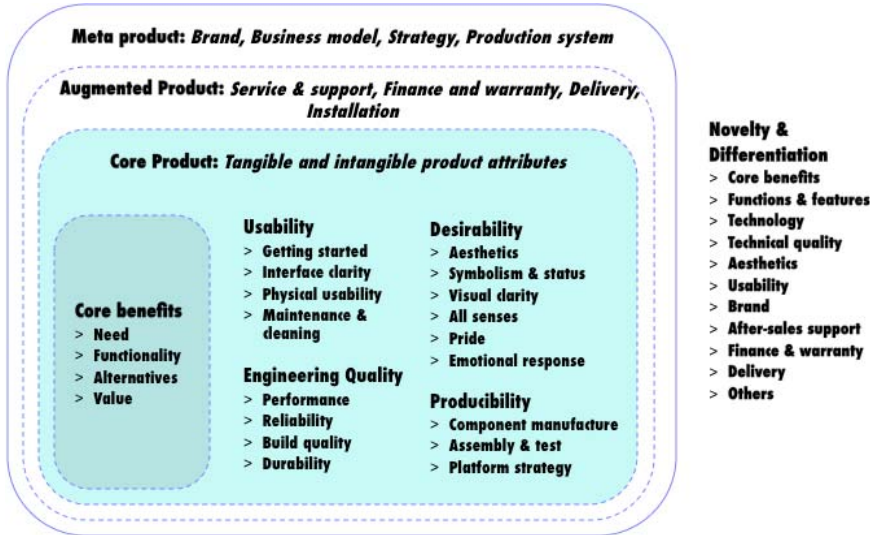 Meta product: Brand, Business model, Strategy, Production system
Augmented Product: Service & support, Finance and warranty, Delivery,
Installation
Core Product: Tangible and intangible product attributes
Core benefits
> Need
> Functionality
> Alternatives
> Value
Usability
> Getting started
> Interface clarity
> Physical usability
> Maintenance &
cleaning
Engineering Quality
> Performance
> Reliability
> Build quality
> Durability
Desirability
> Aesthetics
> Symbolism & status
> Visual clarity
> All senses
> Pride
> Emotional response
Producibility
> Component manufacture
> Assembly & test
> Platform strategy
Novelty &
Differentiation
> Core benefits
> Functions & features
> Technology
> Technical quality
> Aesthetics
> Usability
> Brand
> After-sales support
> Finance & warranty
> Delivery
> Others